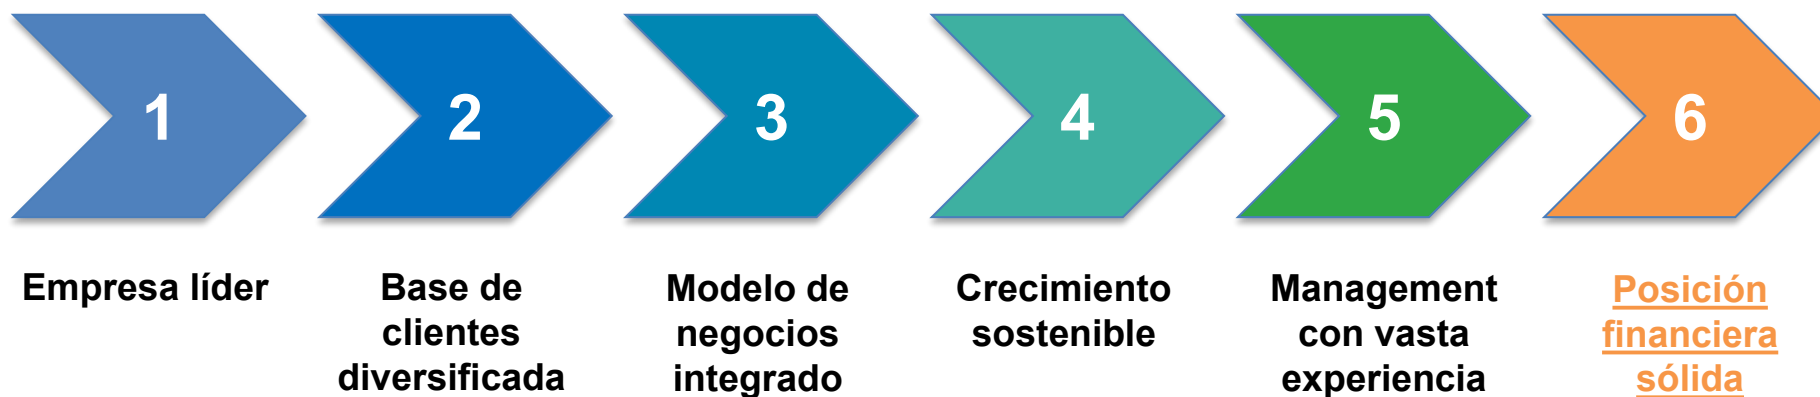 1
2
3
4
5
6
Empresa líder
Base de
clientes
diversificada
Modelo de
negocios
integrado
Crecimiento
sostenible
Management
con vasta
experiencia
Posición
financiera
sólida